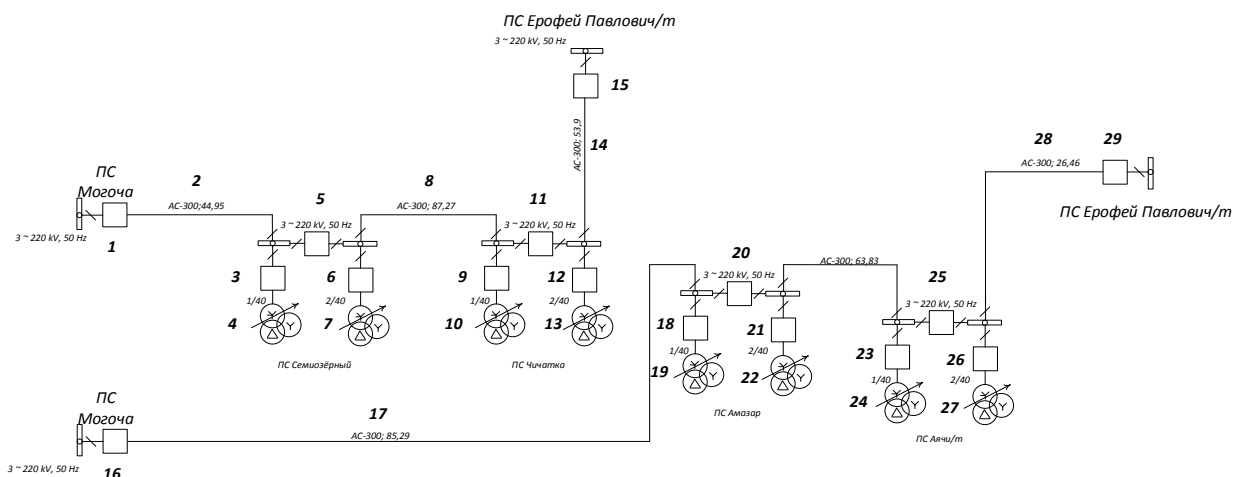 ПС Ерофей Павлович/т
3 ~ 220 kV, 50 Hz
15
14
АС-300; 53,9
ПС
Могоча
3 ~ 220 kV, 50 Hz
1
2
АС-300;44,95
3
1/40
4
5
3 ~ 220 kV, 50 Hz
6
2/40
7
ПС Семиозёрный
8
АС-300; 87,27
9
1/40
10
11
3 ~ 220 kV, 50 Hz
12
2/40
13
ПС Чичатка
ПС
Могоча
3 ~ 220 kV, 50 Hz
16
17
АС-300; 85,29
18
1/40
19
20
3 ~ 220 kV, 50 Hz
21
2/40
22
ПС Амазар
АС-300; 63,83
23
1/40
24
25
3 ~ 220 kV, 50 Hz
26
2/40
27
ПС Аячи/т
28
АС-300; 26,46
29
ПС Ерофей Павлович/т